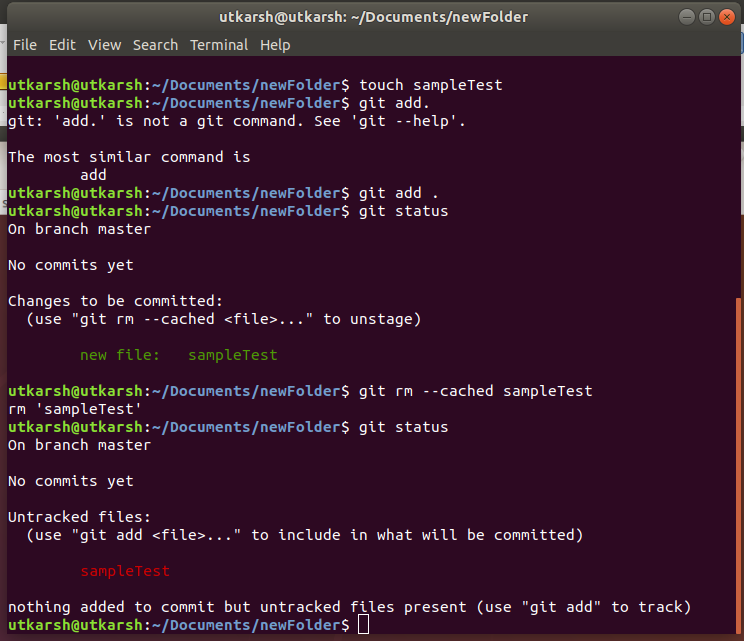 utkarsh@utkarsh: ~/Documents/newFolder
File Edit View Search Terminal Help
utkarsh@utkarsh:~/Documents/newFolder$ touch sampleTest
utkarsh@utkarsh:~/Documents/newFolder$ git add.
git: 'add.' is not a git command. See 'git --help'.
The most similar command is
add
utkarsh@utkarsh:~/Documents/newFolder$ git add .
utkarsh@utkarsh:~/Documents/newFolder$ git status
On branch master
No commits yet
Changes to be committed:
(use "git rm --cached <file>..." to unstage)
new file:   sampleTest
utkarsh@utkarsh:~/Documents/newFolder$ git rm --cached sampleTest
rm 'sampleTest'
utkarsh@utkarsh:~/Documents/newFolder$ git status
On branch master
No commits yet
Untracked files:
(use "git add <file>..." to include in what will be committed)
sampleTest
nothing added to commit but untracked files present (use "git add" to track)
utkarsh@utkarsh:~/Documents/newFolder$